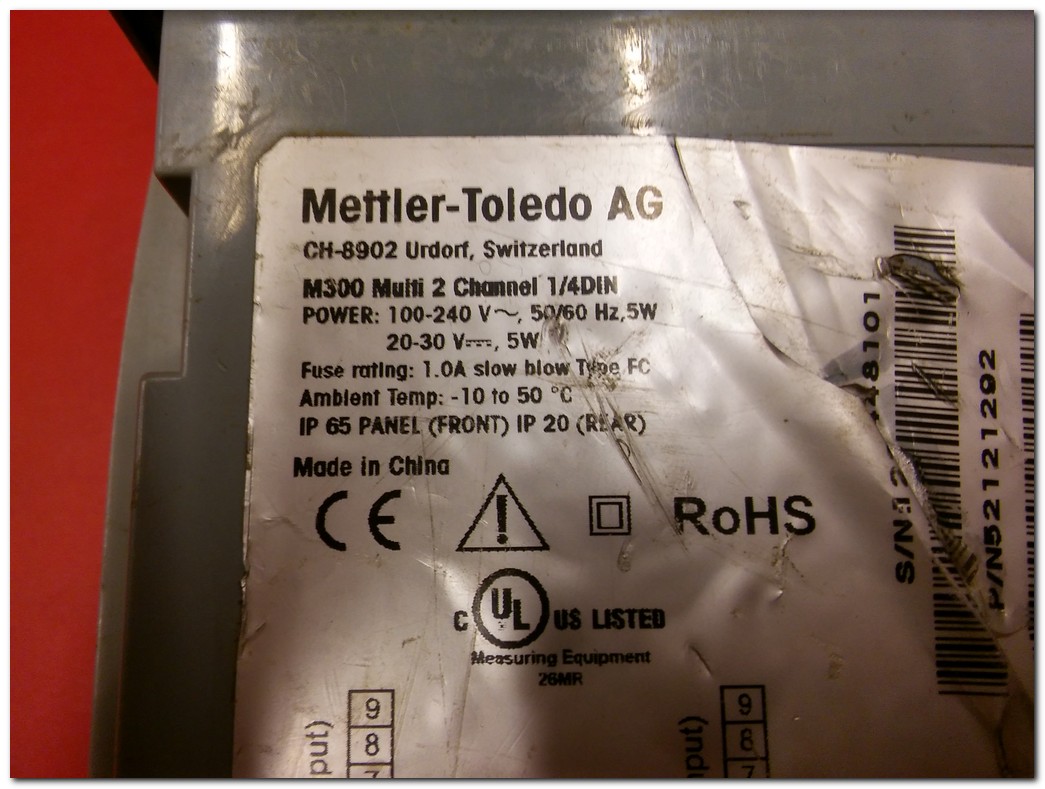 Mettler-Toledo AG
CH-8902 Urdorf, Switzerland
M300 Multi 2 Channel 1/4DIN
POWER: 100-240 V~, 50/60 Hz,5W
20-30 V⎓, 5W
Fuse rating: 1.0A slow blow Type FC
Ambient Temp: -10 to 50 °C
IP 65 PANEL (FRONT) IP 20 (REAR)
Made in China
CE
RoHS
C UL US LISTED
Measuring Equipment
26MR
9
8
7
9
8
7
P/N52121292